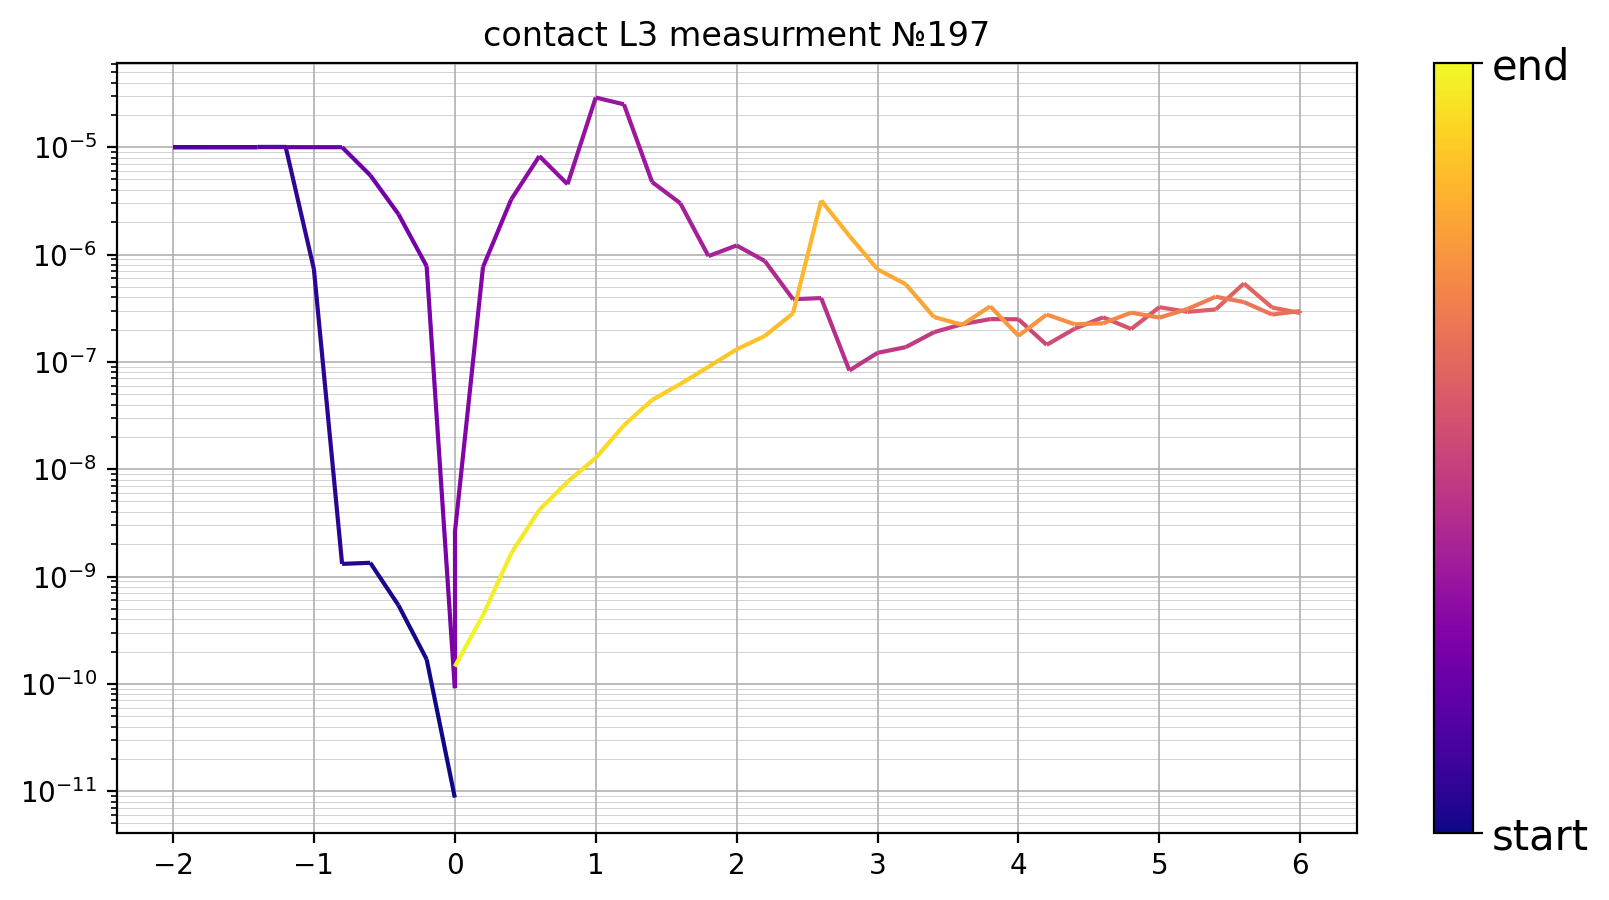 contact L3 measurment №197
10⁻⁵
10⁻⁶
10⁻⁷
10⁻⁸
10⁻⁹
10⁻¹⁰
10⁻¹¹
−2 −1 0 1 2 3 4 5 6
end
start